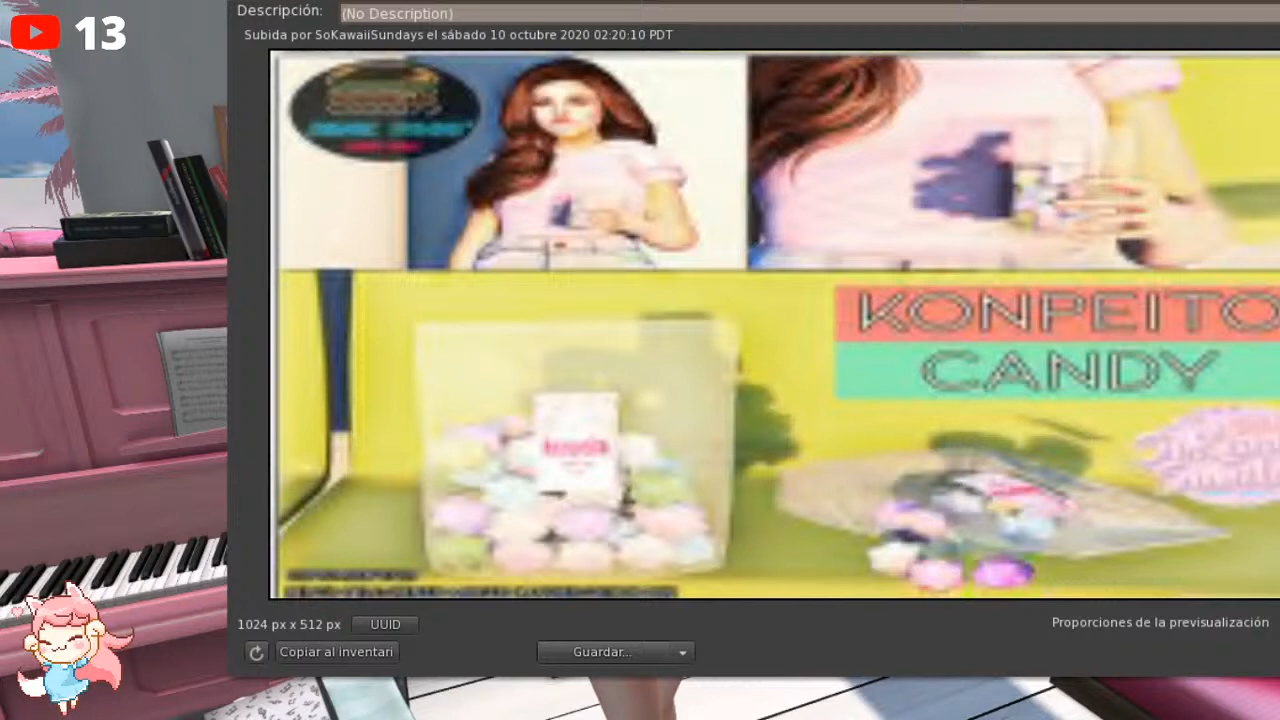 13
Descripción: (No Description)
Subida por SoKawaiiSundays el sábado 10 octubre 2020 02:20:10 PDT
KONPEITO
CANDY
1024 px x 512 px UUID
Proporciones de la previsualización
Copiar al inventari
Guardar...